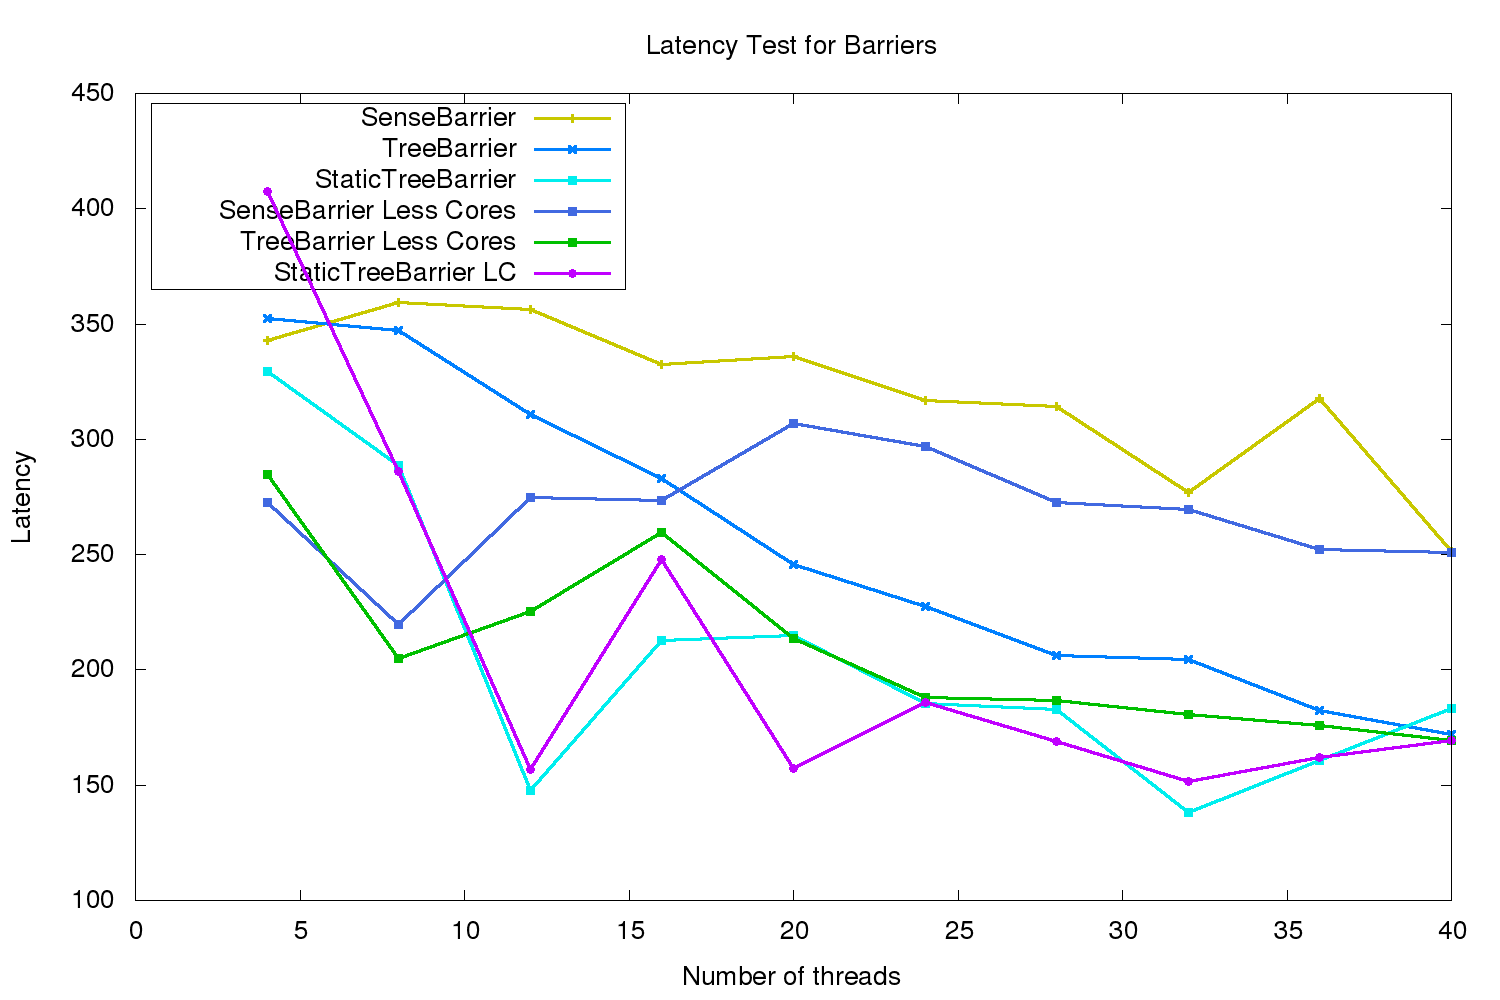 Latency Test for Barriers
450
400
350
300
250
200
150
100
Latency
SenseBarrier
TreeBarrier
StaticTreeBarrier
SenseBarrier Less Cores
TreeBarrier Less Cores
StaticTreeBarrier LC
0 5 10 15 20 25 30 35 40
Number of threads